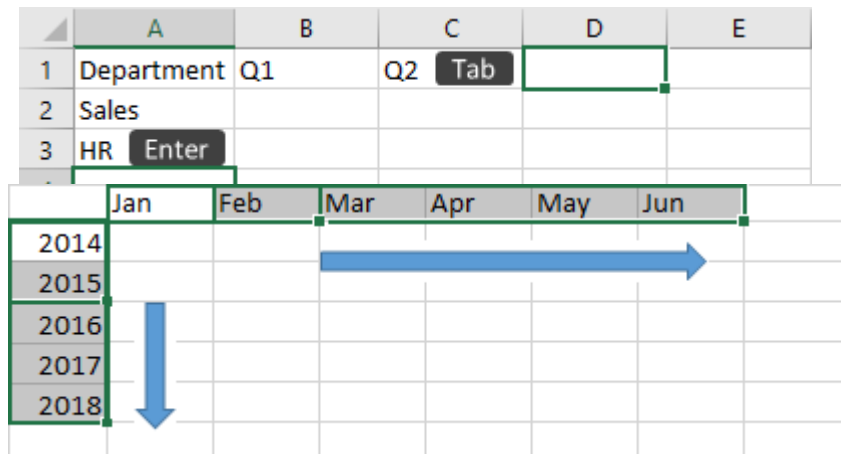 A B C D E
1 Department Q1 Q2 Tab
2 Sales
3 HR Enter
Jan Feb Mar Apr May Jun
2014
2015
2016
2017
2018